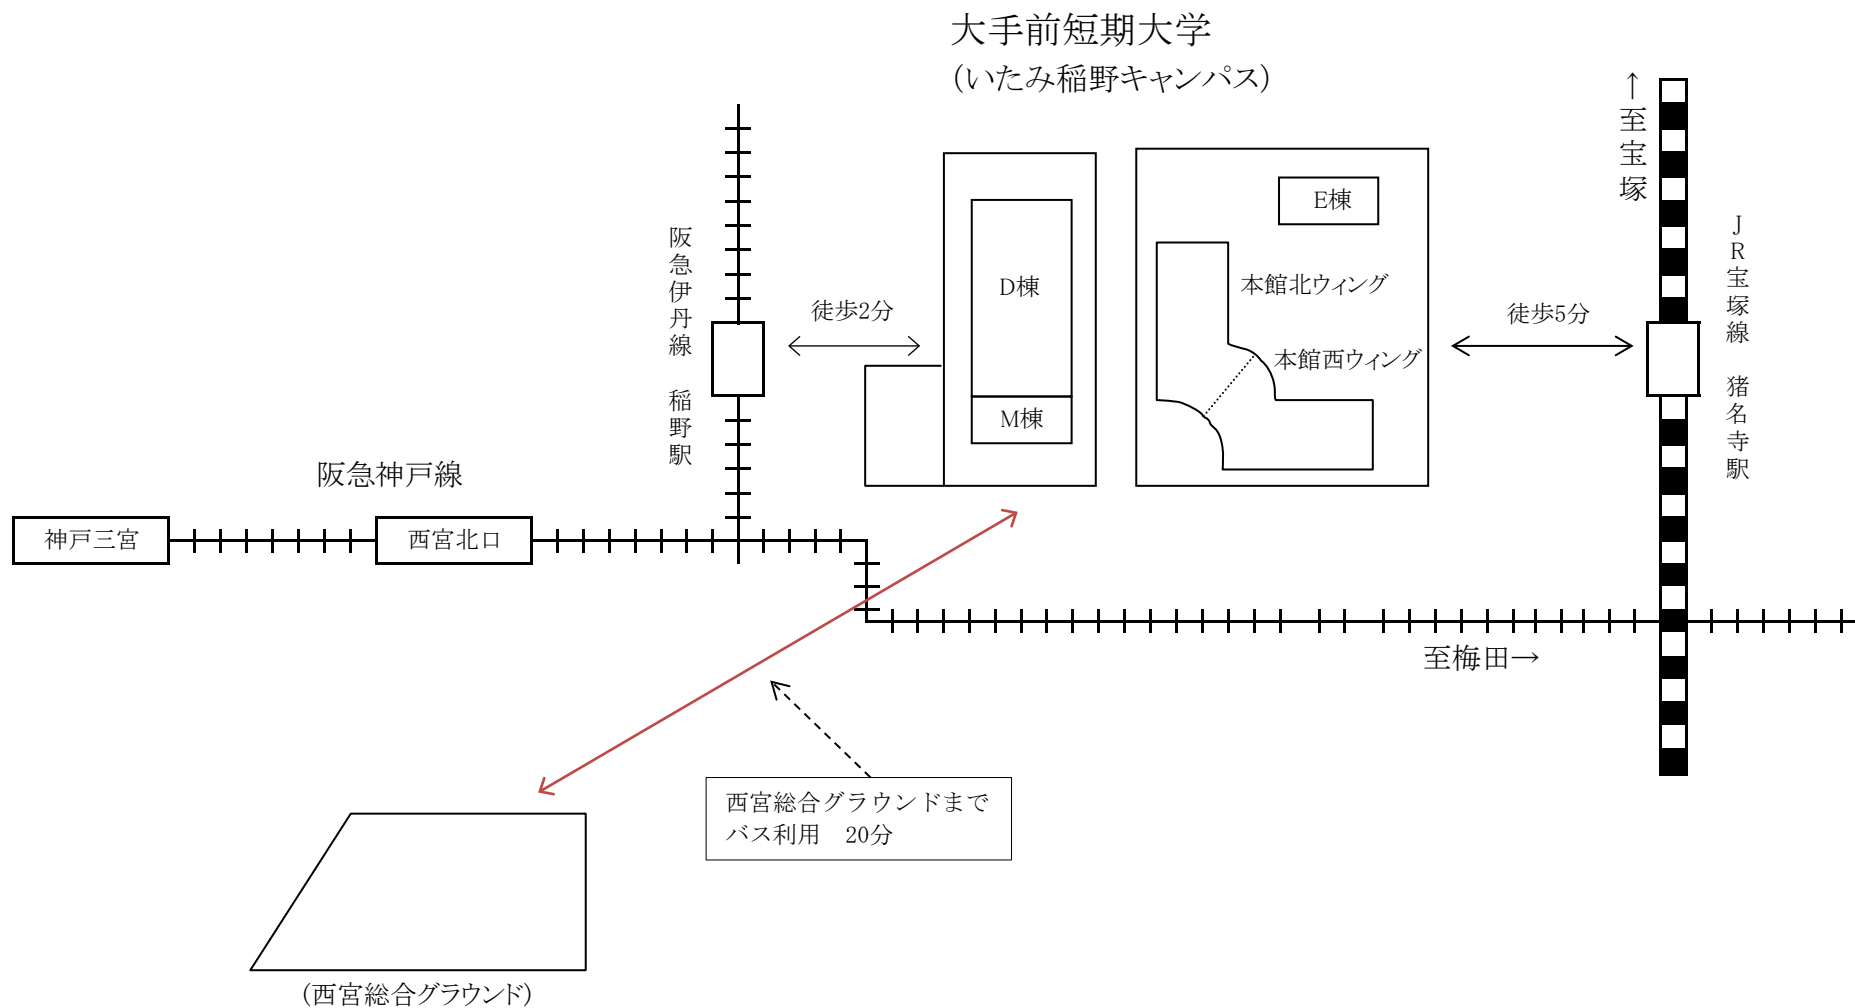 大手前短期大学
(いたみ稲野キャンパス)
↑至宝塚
E棟
阪急伊丹線　稲野駅
JR宝塚線　猪名寺駅
D棟
本館北ウィング
徒歩2分
徒歩5分
本館西ウィング
M棟
阪急神戸線
神戸三宮
西宮北口
至梅田→
西宮総合グラウンドまで
バス利用　20分
(西宮総合グラウンド)